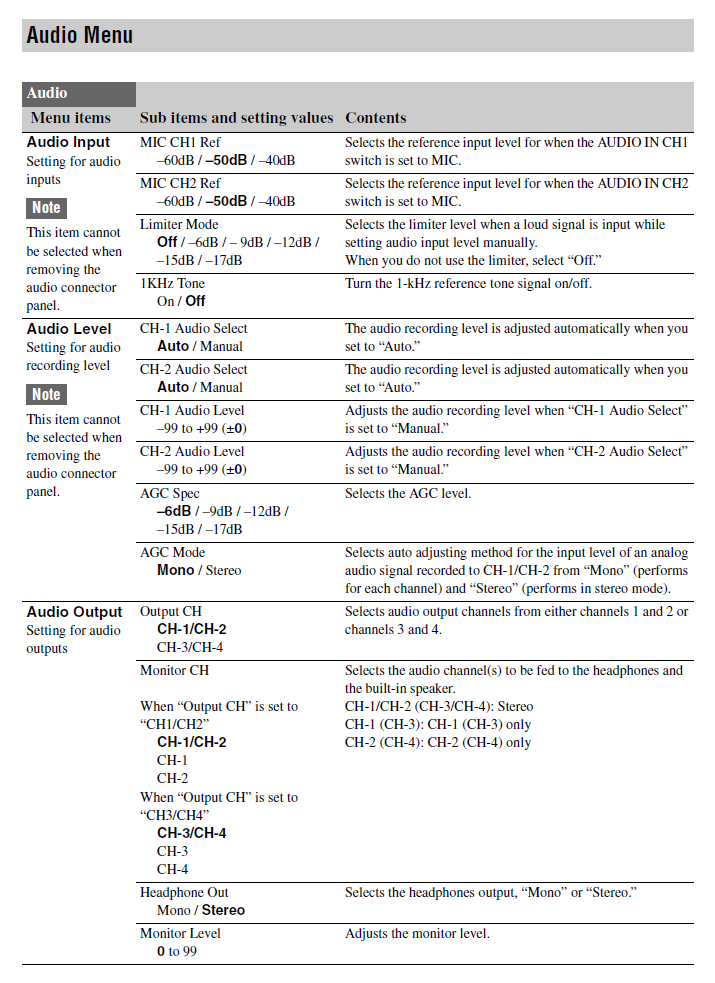 Audio Menu
Audio
Menu items Sub items and setting values Contents
Audio Input
Setting for audio
inputs
Note
This item cannot
be selected when
removing the
audio connector
panel.
MIC CH1 Ref
–60dB / –50dB / –40dB
Selects the reference input level for when the AUDIO IN CH1
switch is set to MIC.
MIC CH2 Ref
–60dB / –50dB / –40dB
Selects the reference input level for when the AUDIO IN CH2
switch is set to MIC.
Limiter Mode
Off / –6dB / – 9dB / –12dB /
–15dB / –17dB
Selects the limiter level when a loud signal is input while
setting audio input level manually.
When you do not use the limiter, select “Off.”
1KHz Tone
On / Off
Turn the 1-kHz reference tone signal on/off.
Audio Level
Setting for audio
recording level
Note
This item cannot
be selected when
removing the
audio connector
panel.
CH-1 Audio Select
Auto / Manual
The audio recording level is adjusted automatically when you
set to “Auto.”
CH-2 Audio Select
Auto / Manual
The audio recording level is adjusted automatically when you
set to “Auto.”
CH-1 Audio Level
–99 to +99 (±0)
Adjusts the audio recording level when “CH-1 Audio Select”
is set to “Manual.”
CH-2 Audio Level
–99 to +99 (±0)
Adjusts the audio recording level when “CH-2 Audio Select”
is set to “Manual.”
AGC Spec
–6dB / –9dB / –12dB /
–15dB / –17dB
Selects the AGC level.
AGC Mode
Mono / Stereo
Selects auto adjusting method for the input level of an analog
audio signal recorded to CH-1/CH-2 from “Mono” (performs
for each channel) and “Stereo” (performs in stereo mode).
Audio Output
Setting for audio
outputs
Output CH
CH-1/CH-2
CH-3/CH-4
Selects audio output channels from either channels 1 and 2 or
channels 3 and 4.
Monitor CH
When “Output CH” is set to
“CH1/CH2”
CH-1/CH-2
CH-1
CH-2
When “Output CH” is set to
“CH3/CH4”
CH-3/CH-4
CH-3
CH-4
Selects the audio channel(s) to be fed to the headphones and
the built-in speaker.
CH-1/CH-2 (CH-3/CH-4): Stereo
CH-1 (CH-3): CH-1 (CH-3) only
CH-2 (CH-4): CH-2 (CH-4) only
Headphone Out
Mono / Stereo
Selects the headphones output, “Mono” or “Stereo.”
Monitor Level
0 to 99
Adjusts the monitor level.